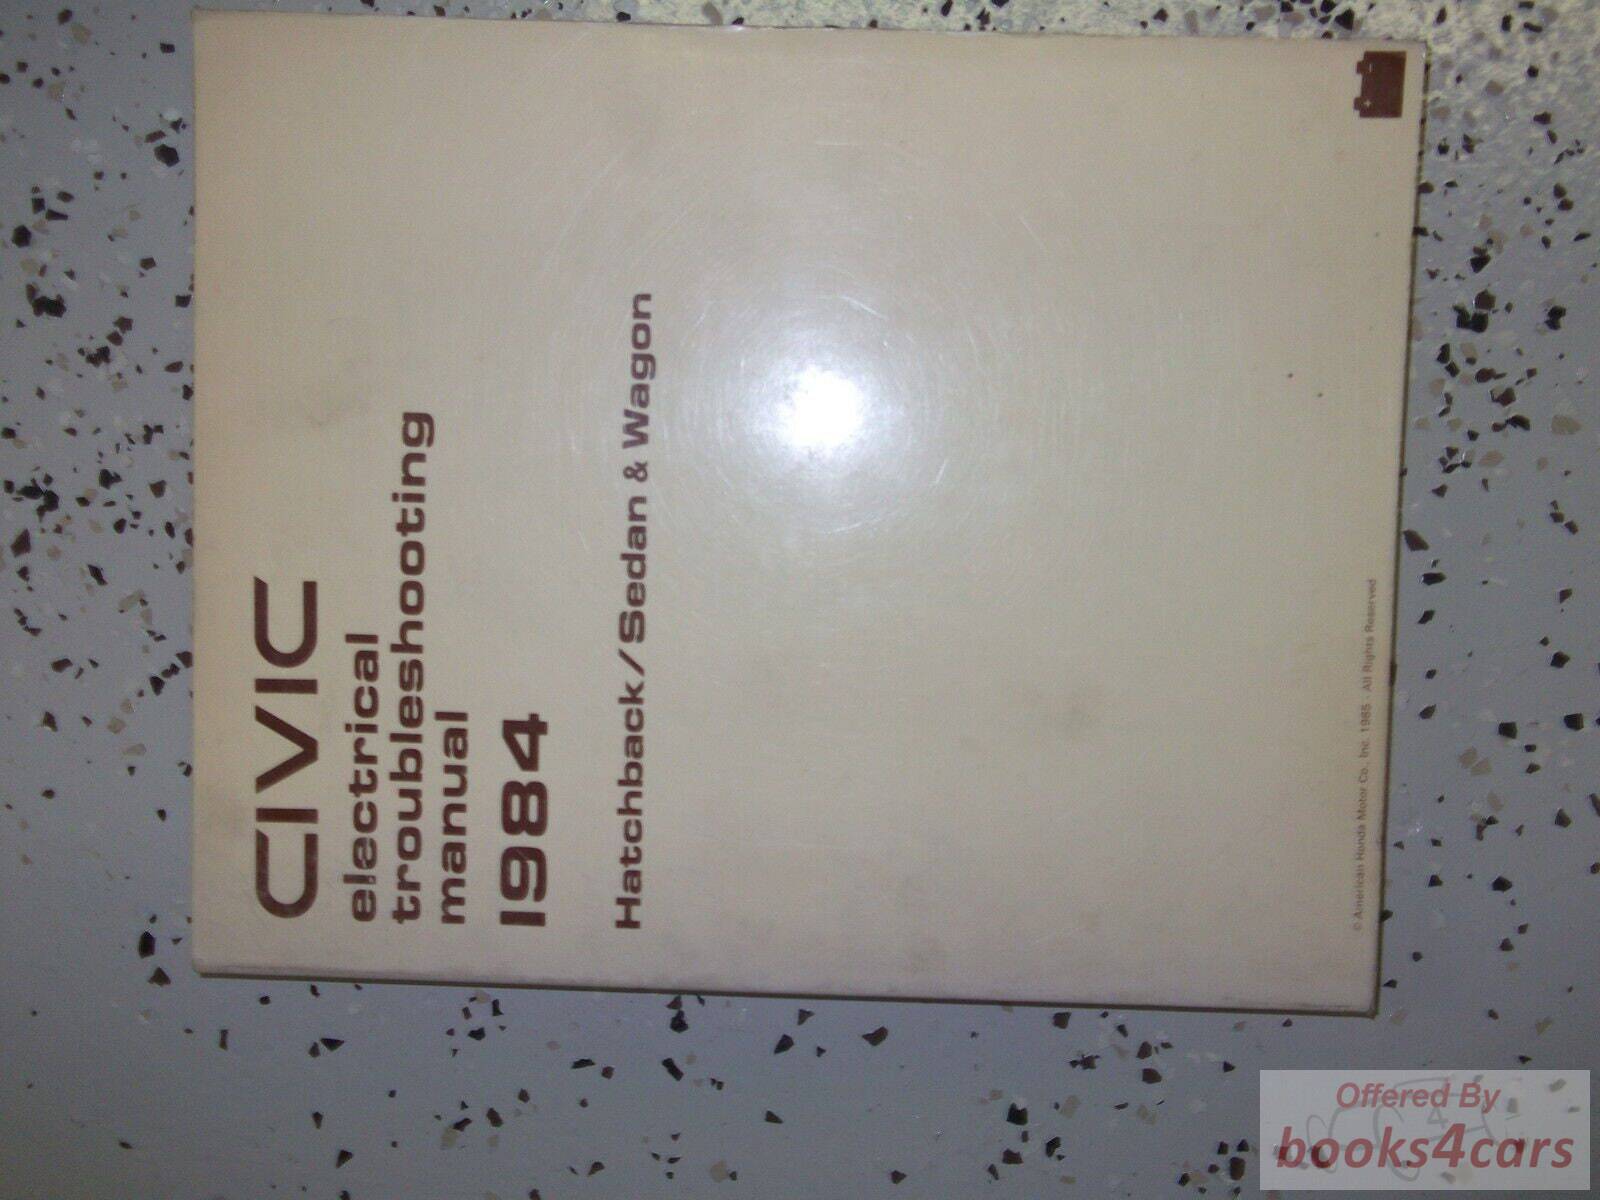 CIVIC
electrical
troubleshooting
manual
1984
Hatchback/Sedan & Wagon
© American Honda Motor Co., Inc. 1985 - All Rights Reserved
Offered By
books4cars